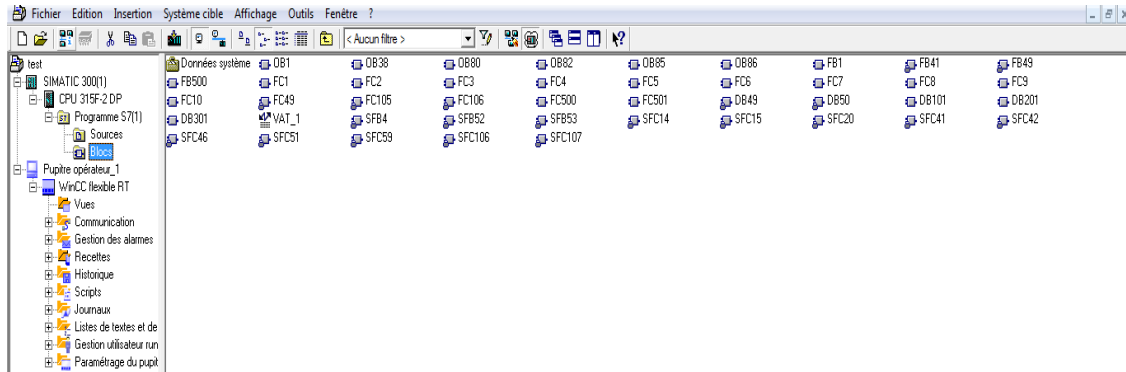 Fichier Edition Insertion Système cible Affichage Outils Fenêtre ?
< Aucun filtre >
test
SIMATIC 300(1)
CPU 315F-2 DP
Programme S7(1)
Sources
Blocs
Pupitre opérateur_1
WinCC flexible RT
Vues
Communication
Gestion des alarmes
Recettes
Historique
Scripts
Journaux
Listes de textes et de
Gestion utilisateur run
Paramétrage du pupit
Données système OB1 OB38 OB80 OB82 OB85 OB86 FB1 FB41 FB49
FB500 FC1 FC2 FC3 FC4 FC5 FC6 FC7 FC8 FC9
FC10 FC49 FC105 FC106 FC500 FC501 DB49 DB50 DB101 DB201
DB301 VAT_1 SFB4 SFB52 SFB53 SFC14 SFC15 SFC20 SFC41 SFC42
SFC46 SFC51 SFC59 SFC106 SFC107